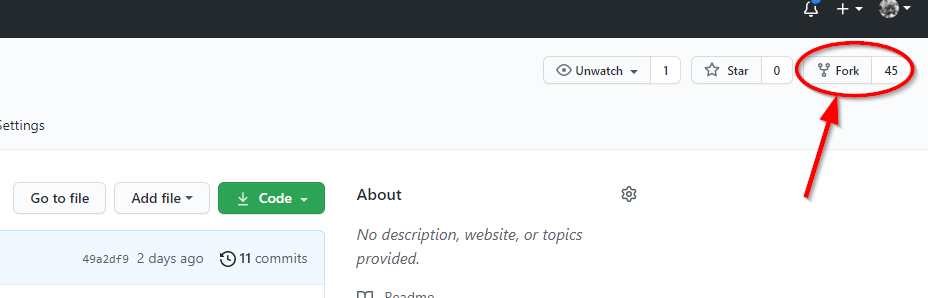 Unwatch 1 Star 0 Fork 45
Settings
Go to file Add file Code About
No description, website, or topics
provided.
49a2df9 2 days ago 11 commits
Readme